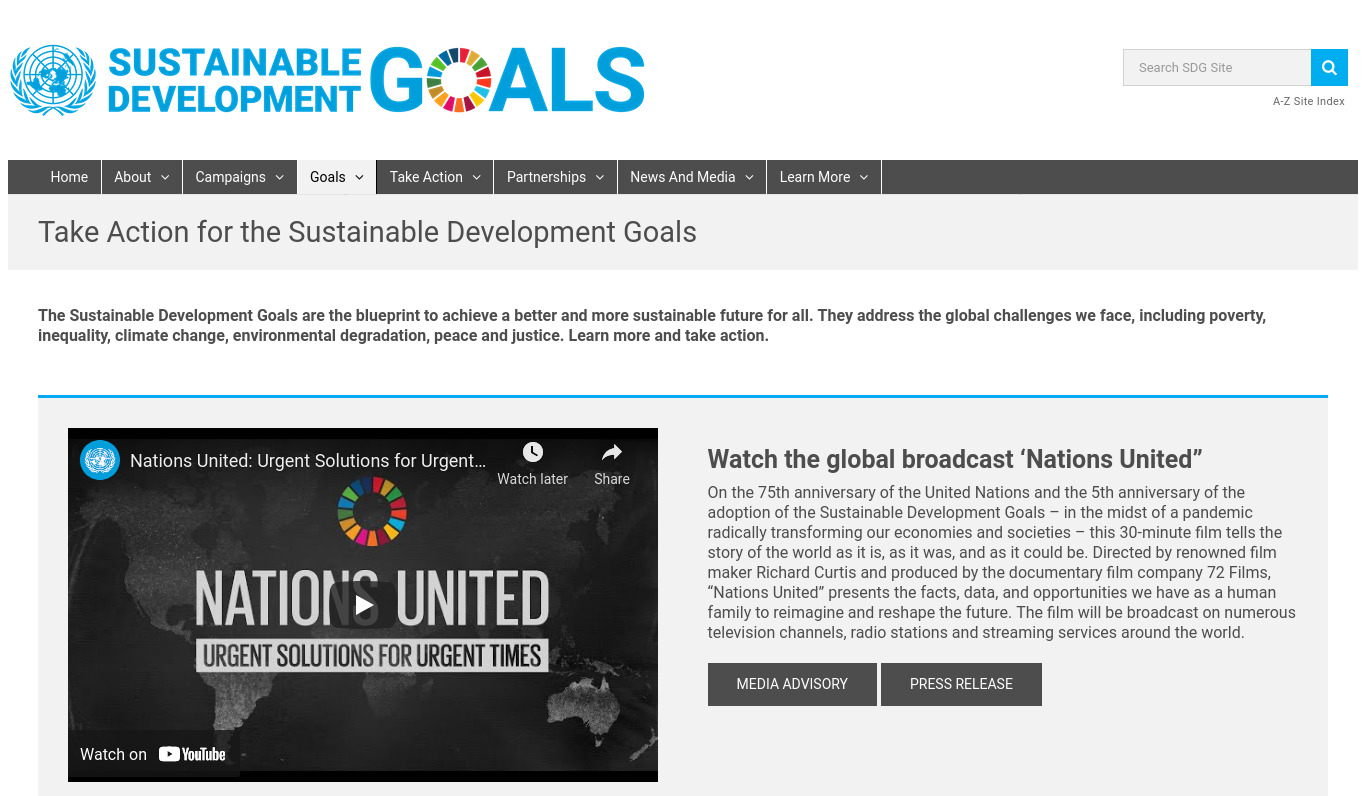 SUSTAINABLE
DEVELOPMENT
GOALS
Search SDG Site
A-Z Site Index
Home About Campaigns Goals Take Action Partnerships News And Media Learn More
Take Action for the Sustainable Development Goals
The Sustainable Development Goals are the blueprint to achieve a better and more sustainable future for all. They address the global challenges we face, including poverty,
inequality, climate change, environmental degradation, peace and justice. Learn more and take action.
Nations United: Urgent Solutions for Urgent…
Watch later
Share
NATIONS UNITED
URGENT SOLUTIONS FOR URGENT TIMES
Watch on YouTube
Watch the global broadcast ‘Nations United”
On the 75th anniversary of the United Nations and the 5th anniversary of the
adoption of the Sustainable Development Goals – in the midst of a pandemic
radically transforming our economies and societies – this 30-minute film tells the
story of the world as it is, as it was, and as it could be. Directed by renowned film
maker Richard Curtis and produced by the documentary film company 72 Films,
“Nations United” presents the facts, data, and opportunities we have as a human
family to reimagine and reshape the future. The film will be broadcast on numerous
television channels, radio stations and streaming services around the world.
MEDIA ADVISORY
PRESS RELEASE